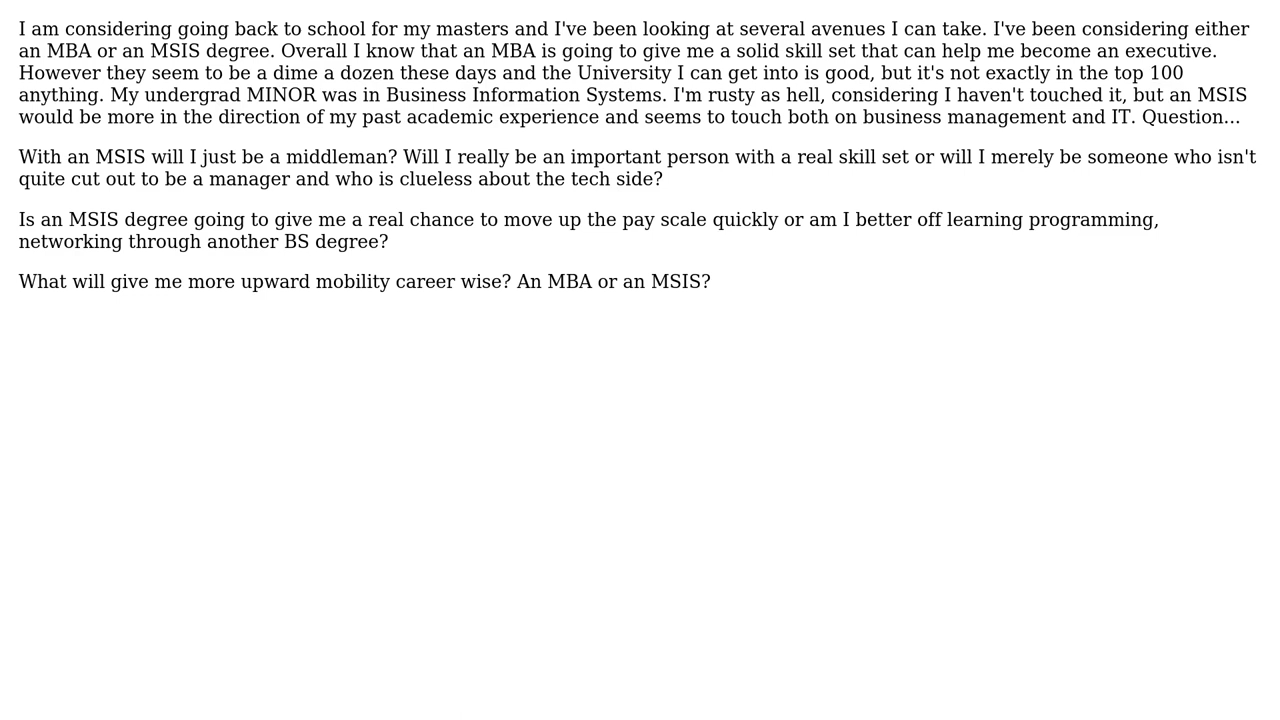 I am considering going back to school for my masters and I've been looking at several avenues I can take. I've been considering either
an MBA or an MSIS degree. Overall I know that an MBA is going to give me a solid skill set that can help me become an executive.
However they seem to be a dime a dozen these days and the University I can get into is good, but it's not exactly in the top 100
anything. My undergrad MINOR was in Business Information Systems. I'm rusty as hell, considering I haven't touched it, but an MSIS
would be more in the direction of my past academic experience and seems to touch both on business management and IT. Question...
With an MSIS will I just be a middleman? Will I really be an important person with a real skill set or will I merely be someone who isn't
quite cut out to be a manager and who is clueless about the tech side?
Is an MSIS degree going to give me a real chance to move up the pay scale quickly or am I better off learning programming,
networking through another BS degree?
What will give me more upward mobility career wise? An MBA or an MSIS?